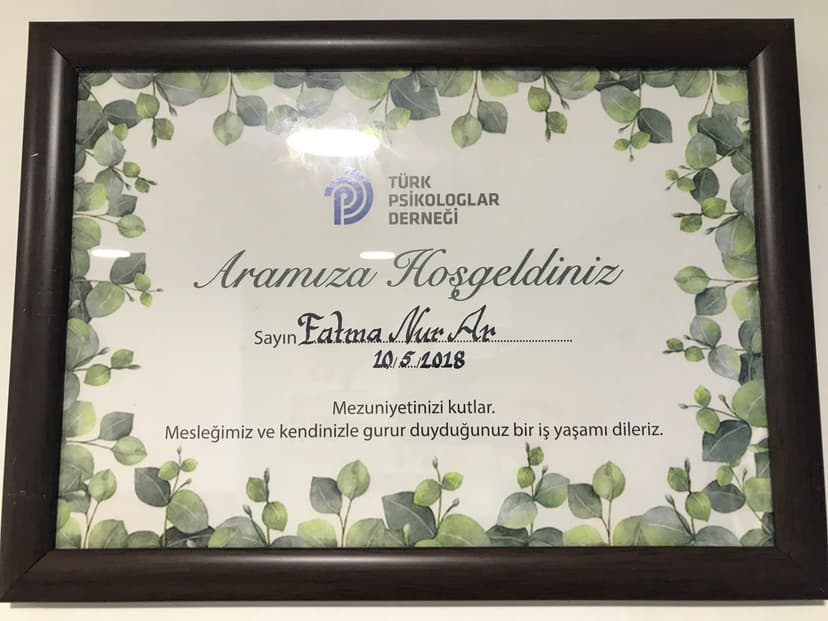 TÜRK
PSİKOLOGLAR
DERNEĞİ
Aramıza Hoşgeldiniz
Sayın Fatma Nur Ar
10/5/2018
Mezuniyetinizi kutlar.
Mesleğimiz ve kendinizle gurur duyduğunuz bir iş yaşamı dileriz.